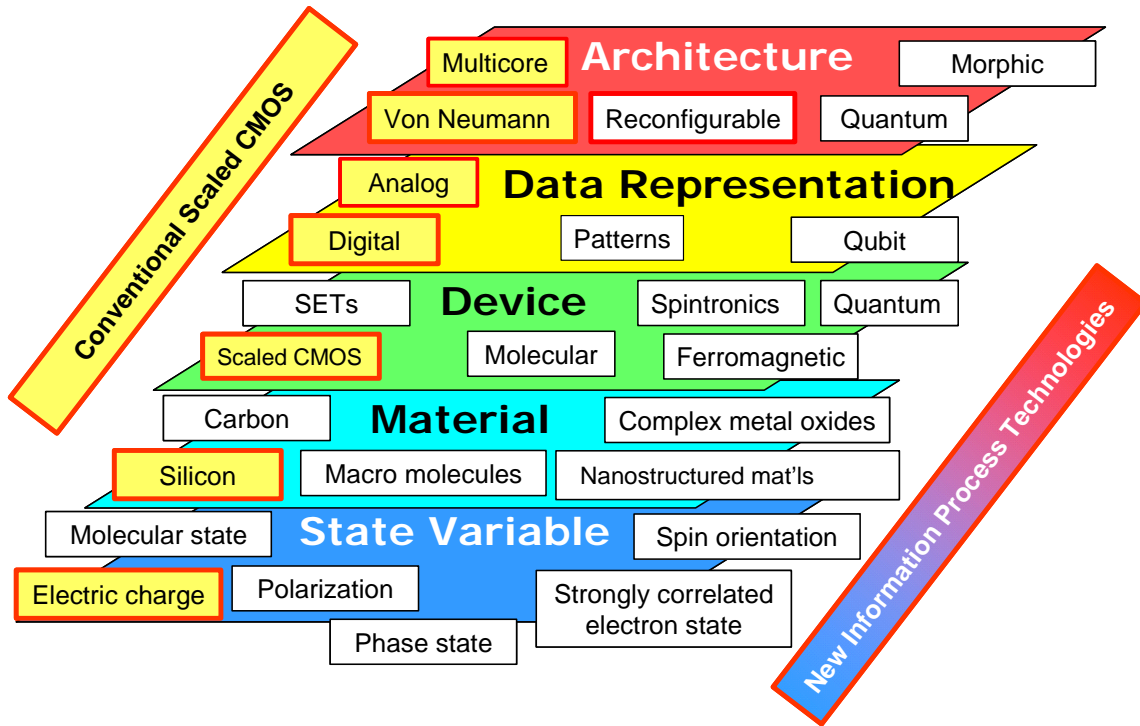 Conventional Scaled CMOS
Architecture
Multicore
Morphic
Von Neumann
Reconfigurable
Quantum
Data Representation
Analog
Digital
Patterns
Qubit
Device
SETs
Spintronics
Quantum
Scaled CMOS
Molecular
Ferromagnetic
Material
Carbon
Complex metal oxides
Silicon
Macro molecules
Nanostructured mat'ls
State Variable
Molecular state
Spin orientation
Electric charge
Polarization
Strongly correlated
electron state
Phase state
New Information Process Technologies